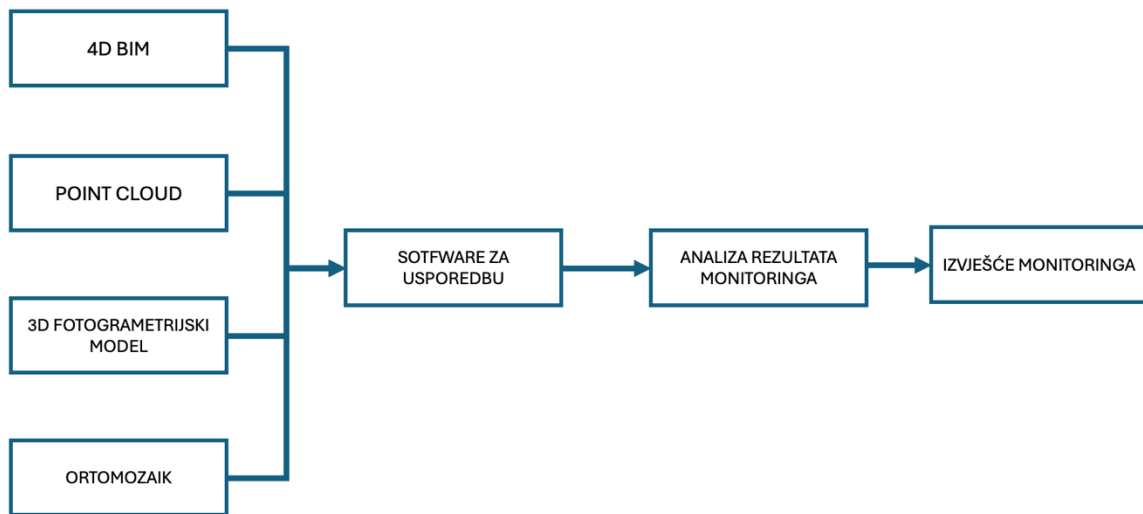 4D BIM
POINT CLOUD
3D FOTOGRAMETRIJSKI
MODEL
ORTOMOZAIK
SOTFWARE ZA
USPOREDBU
ANALIZA REZULTATA
MONITORINGA
IZVJEŠĆE MONITORINGA